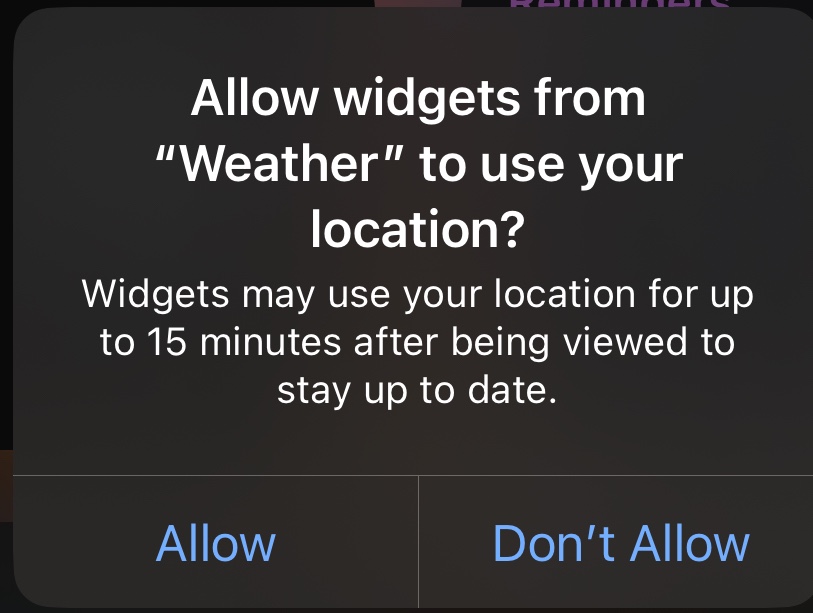 Reminders
Allow widgets from
“Weather” to use your
location?
Widgets may use your location for up
to 15 minutes after being viewed to
stay up to date.
Allow
Don’t Allow